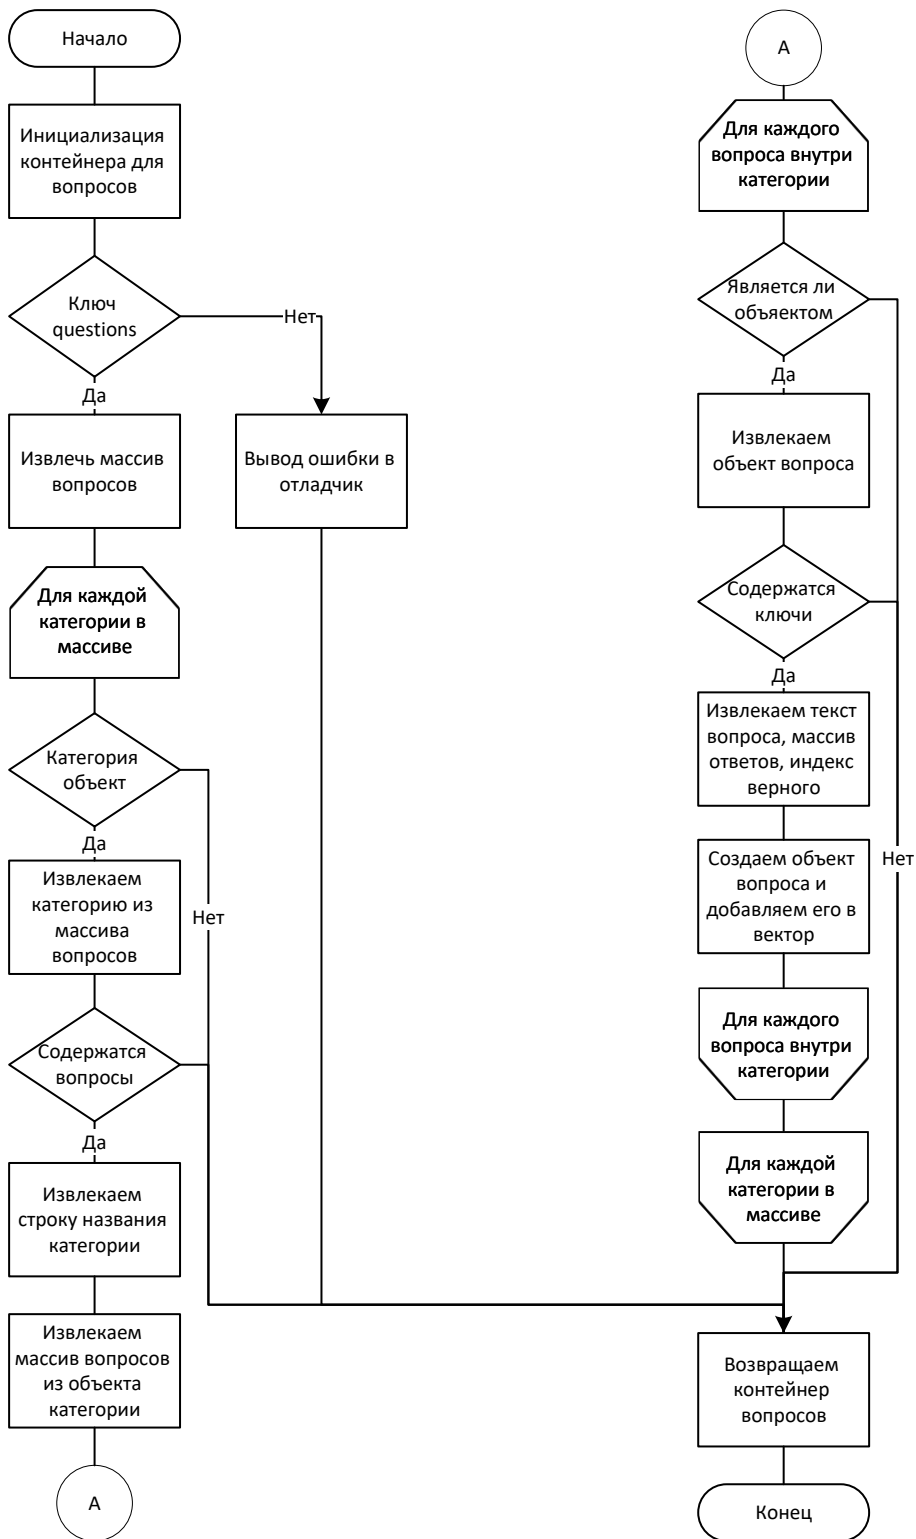 Начало
Инициализация
контейнера для
вопросов
Ключ
questions
Нет
Да
Извлечь массив
вопросов
Вывод ошибки в
отладчик
Для каждой
категории в
массиве
Категория
объект
Да
Извлекаем
категорию из
массива
вопросов
Нет
Содержатся
вопросы
Да
Извлекаем
строку названия
категории
Извлекаем
массив вопросов
из объекта
категории
А
А
Для каждого
вопроса внутри
категории
Является ли
объяектом
Да
Извлекаем
объект вопроса
Содержатся
ключи
Да
Извлекаем текст
вопроса, массив
ответов, индекс
верного
Создаем объект
вопроса и
добавляем его в
вектор
Нет
Для каждого
вопроса внутри
категории
Для каждой
категории в
массиве
Возвращаем
контейнер
вопросов
Конец